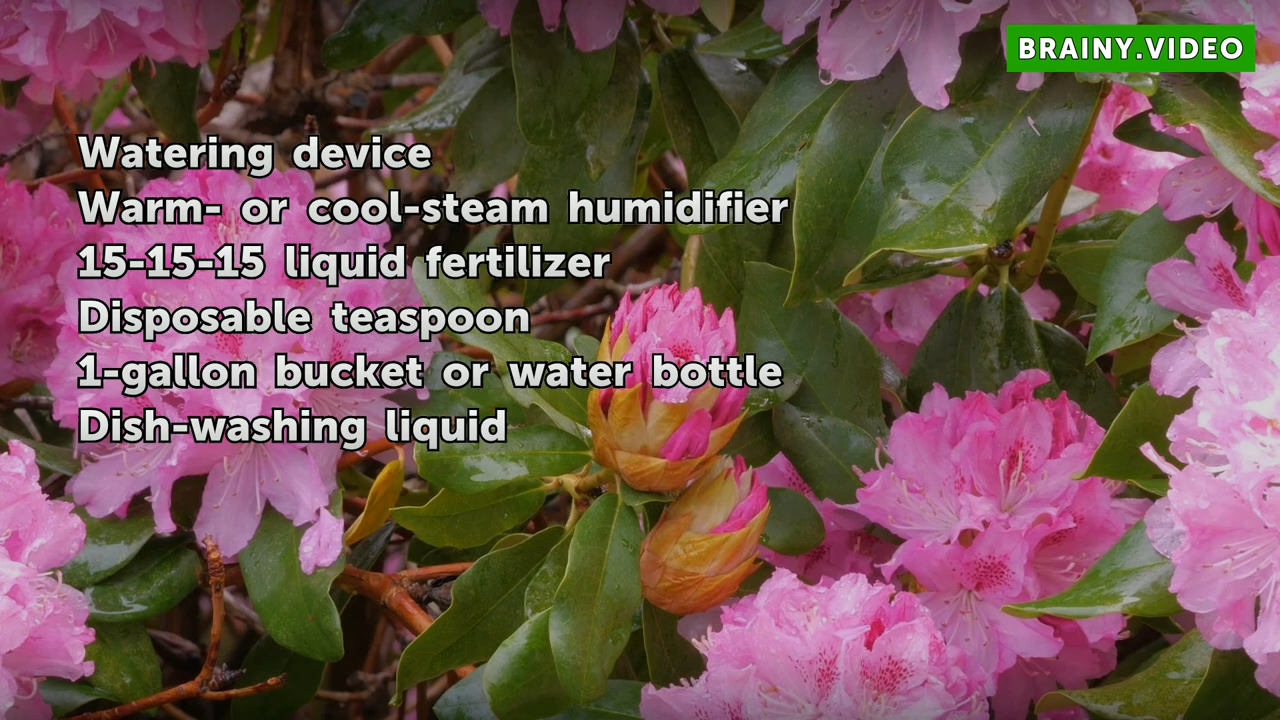 BRAINY.VIDEO
Watering device
Warm- or cool-steam humidifier
15-15-15 liquid fertilizer
Disposable teaspoon
1-gallon bucket or water bottle
Dish-washing liquid